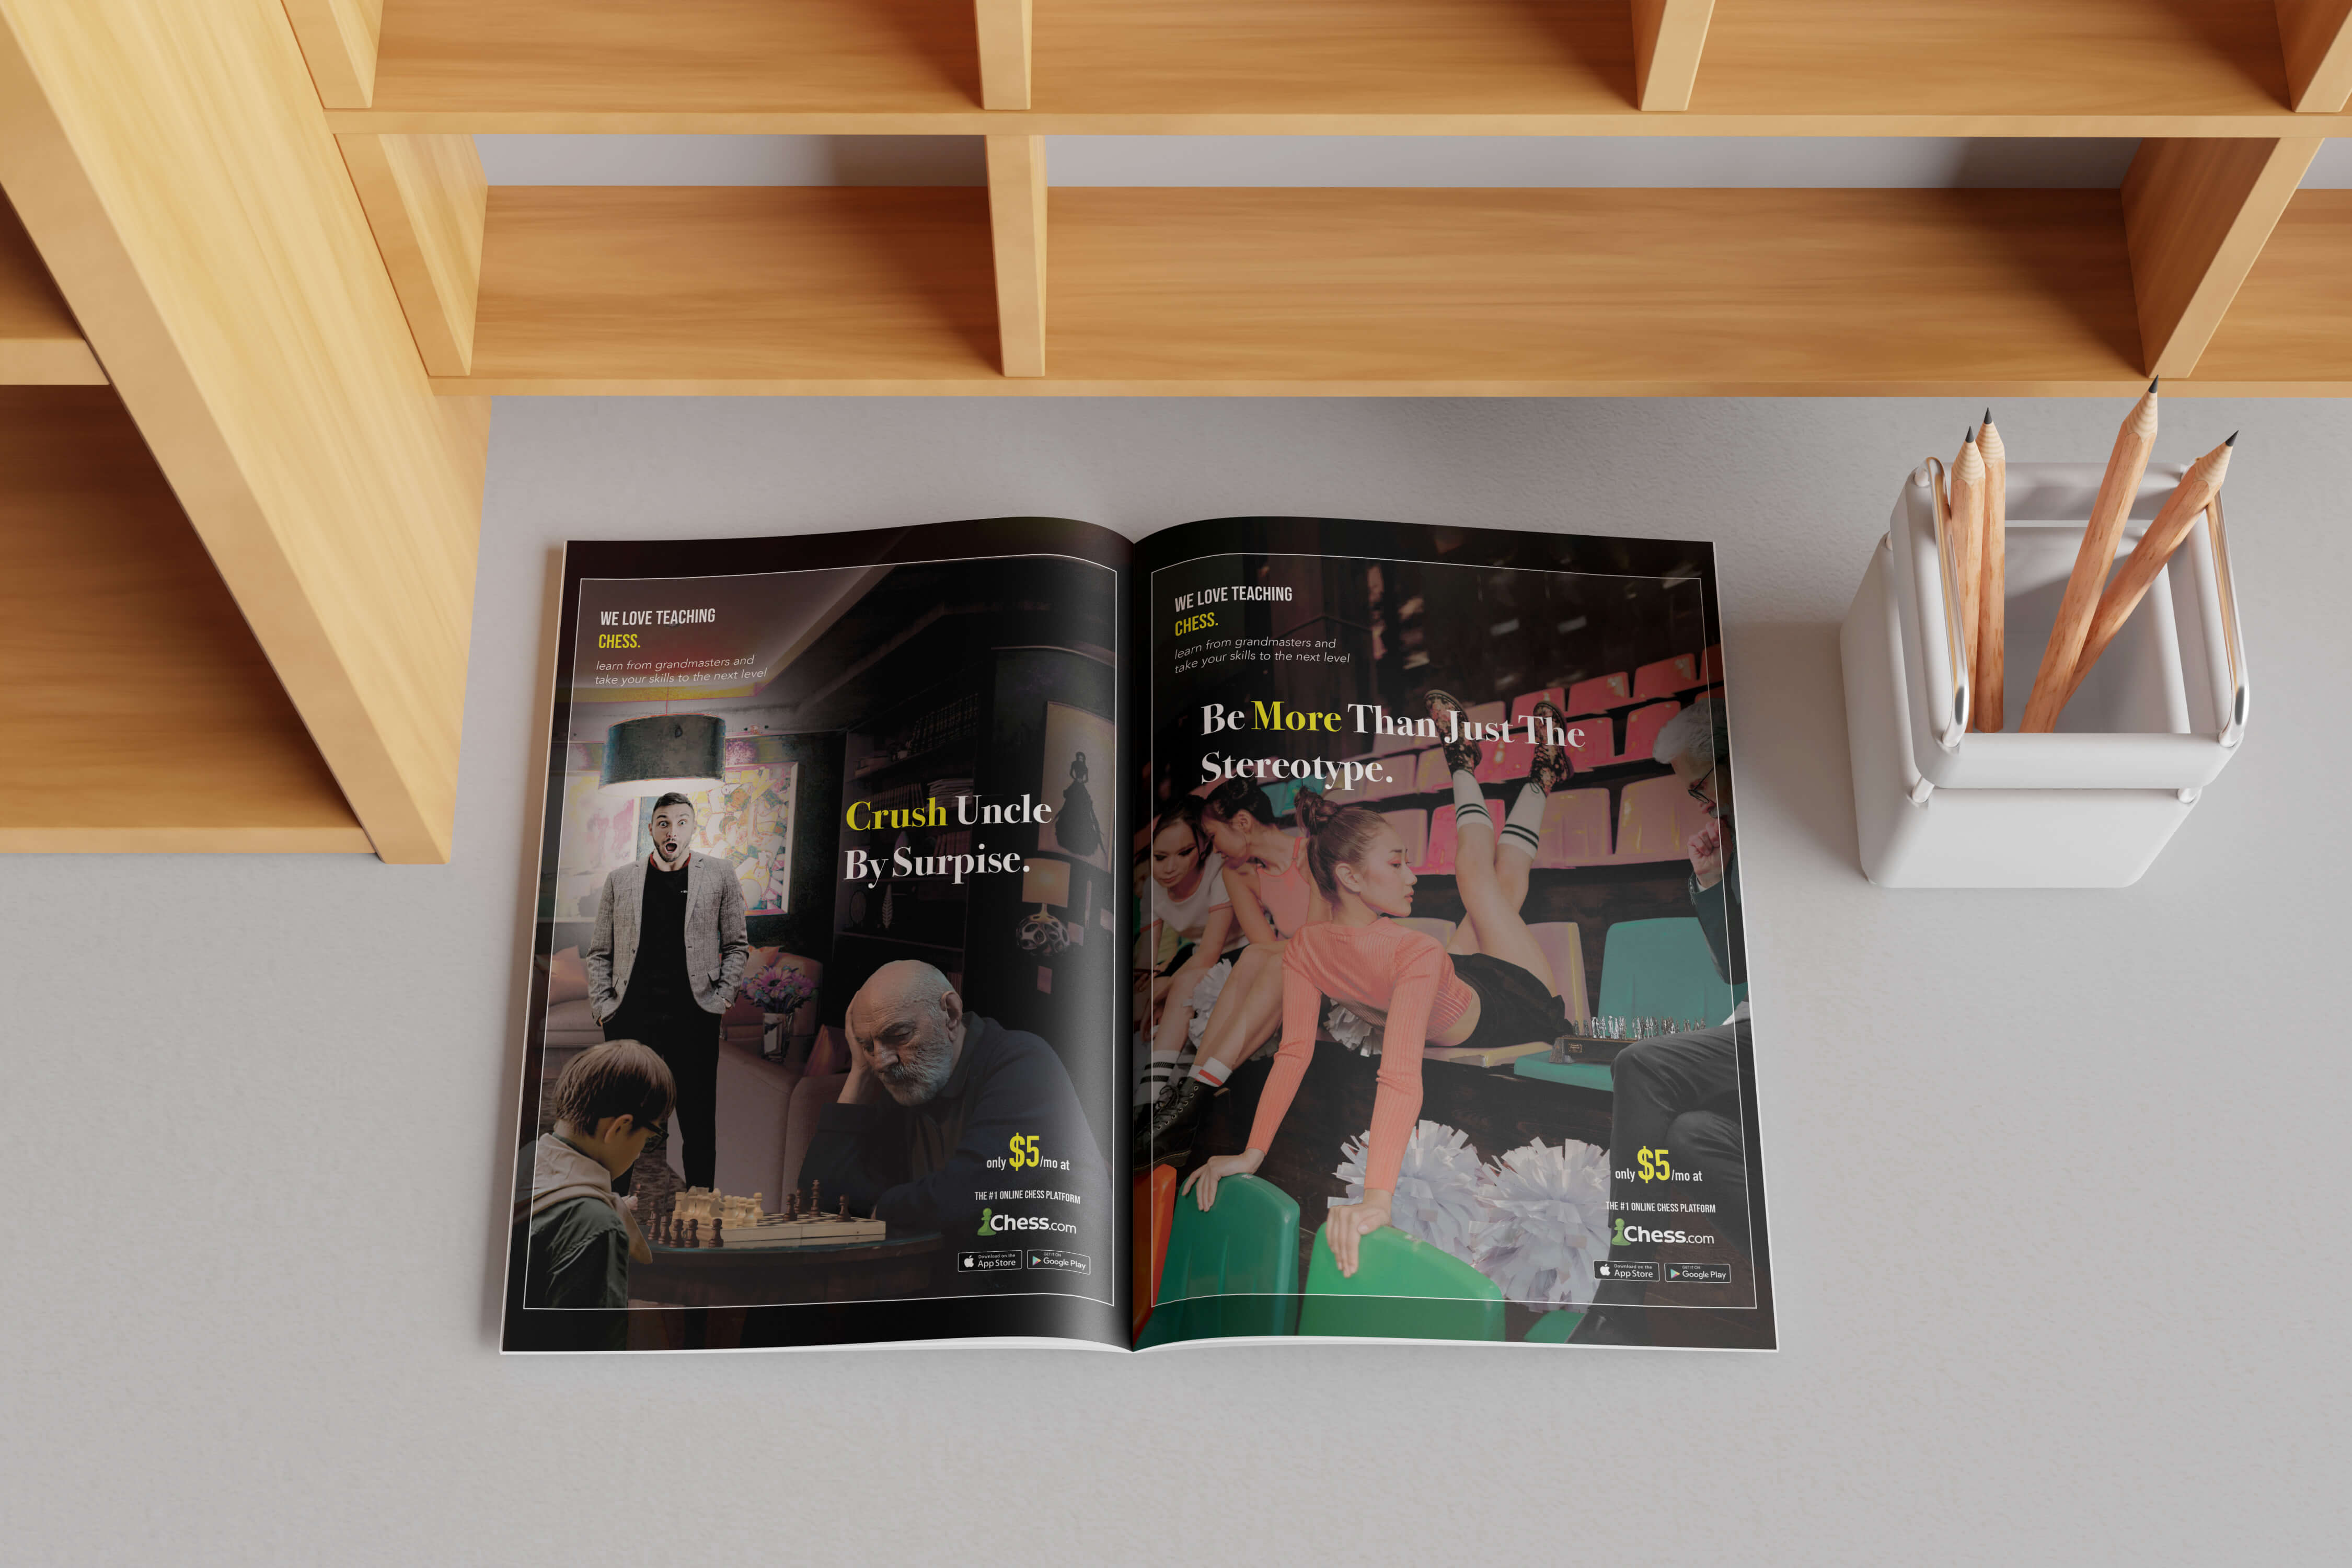 WE LOVE TEACHING
CHESS.
learn from grandmasters and
take your skills to the next level
Crush Uncle
By Surpise.
only $5/mo at
THE #1 ONLINE CHESS PLATFORM
Chess.com
Download on the
App Store
GET IT ON
Google Play
WE LOVE TEACHING
CHESS.
learn from grandmasters and
take your skills to the next level
Be More Than Just The
Stereotype.
only $5/mo at
THE #1 ONLINE CHESS PLATFORM
Chess.com
Download on the
App Store
GET IT ON
Google Play